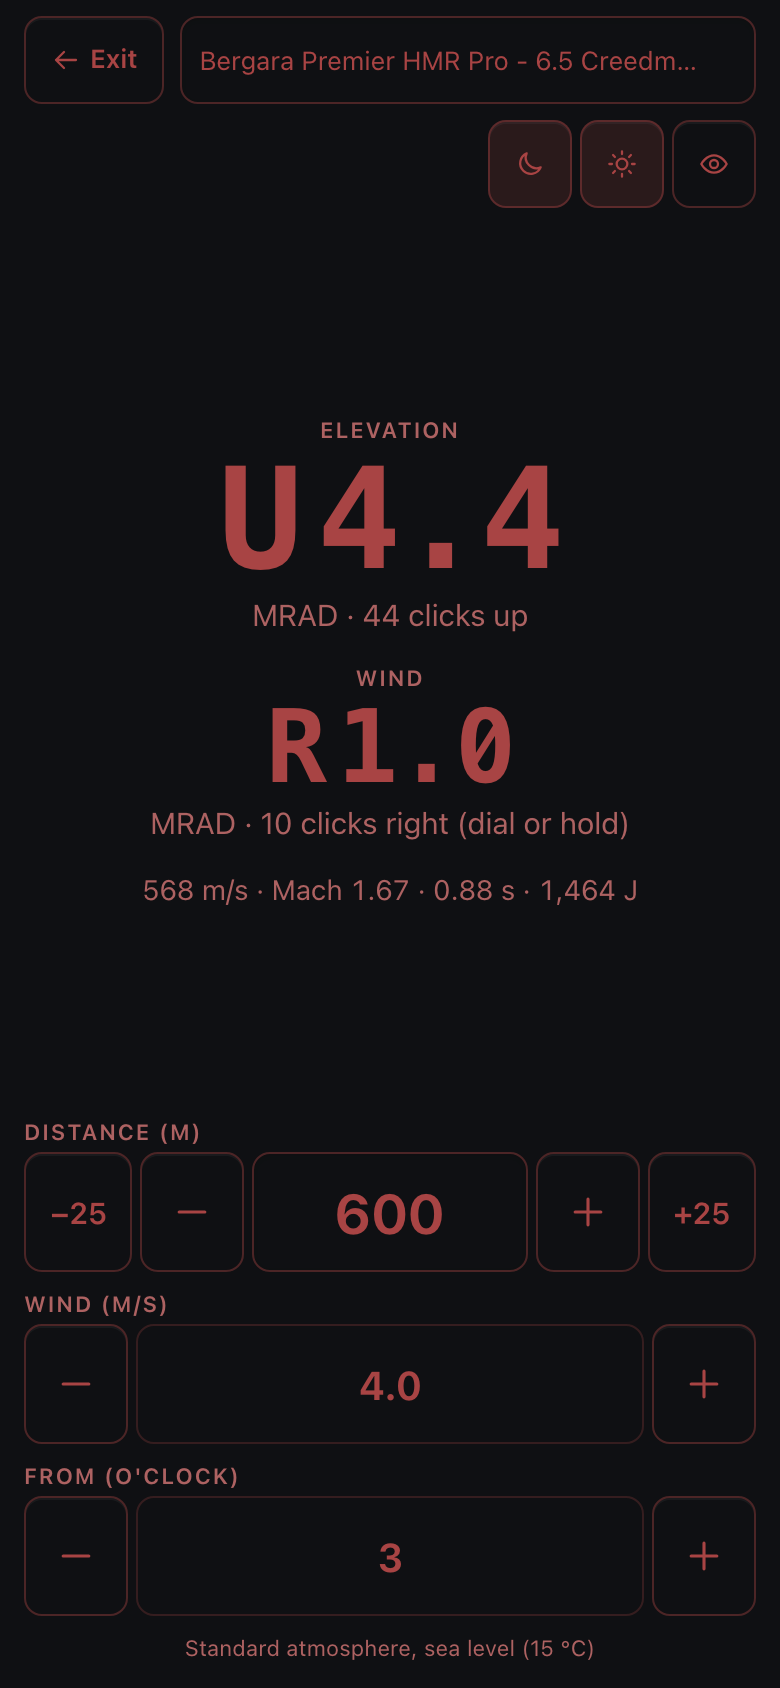 ← Exit
Bergara Premier HMR Pro - 6.5 Creedm...
ELEVATION
U4.4
MRAD · 44 clicks up
WIND
R1.0
MRAD · 10 clicks right (dial or hold)
568 m/s · Mach 1.67 · 0.88 s · 1,464 J
DISTANCE (M)
−25 − 600 + +25
WIND (M/S)
− 4.0 +
FROM (O'CLOCK)
− 3 +
Standard atmosphere, sea level (15 °C)